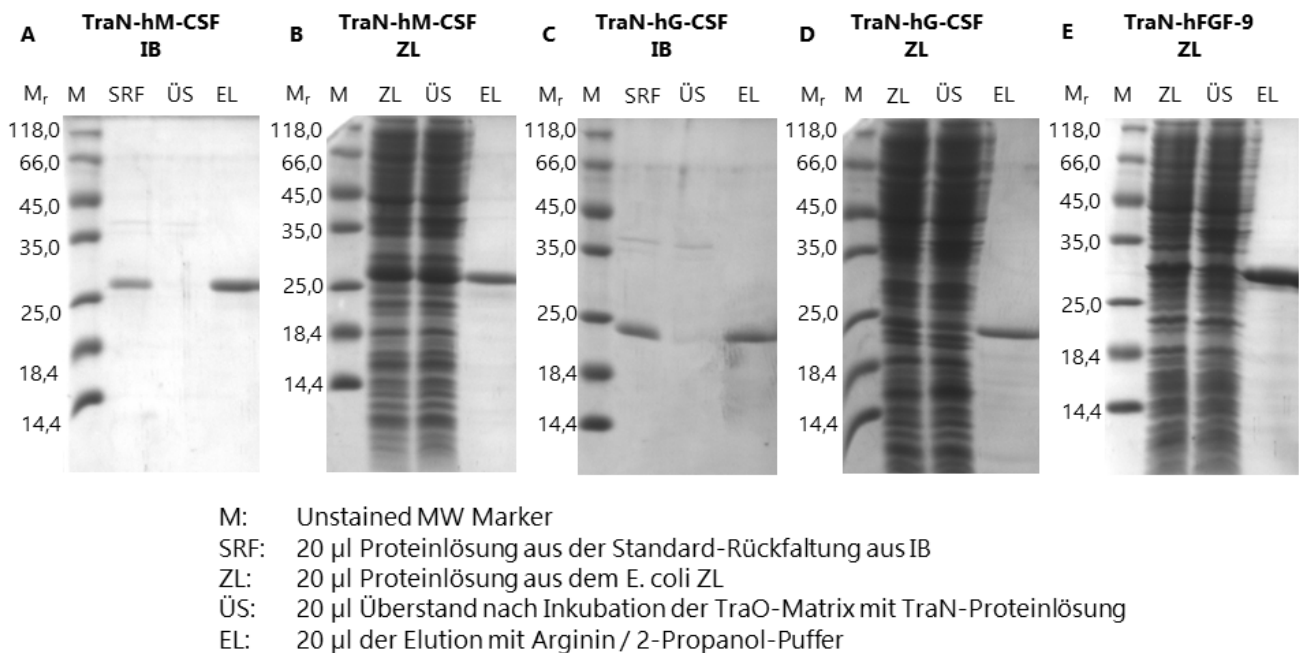 A TraN-hM-CSF IB
Mr M SRF ÜS EL
118,0
66,0
45,0
35,0
25,0
18,4
14,4
B TraN-hM-CSF ZL
Mr M ZL ÜS EL
118,0
66,0
45,0
35,0
25,0
18,4
14,4
C TraN-hG-CSF IB
Mr M SRF ÜS EL
118,0
66,0
45,0
35,0
25,0
18,4
14,4
D TraN-hG-CSF ZL
Mr M ZL ÜS EL
118,0
66,0
45,0
35,0
25,0
18,4
14,4
E TraN-hFGF-9 ZL
Mr M ZL ÜS EL
118,0
66,0
45,0
35,0
25,0
18,4
14,4
M: Unstained MW Marker
SRF: 20 µl Proteinlösung aus der Standard-Rückfaltung aus IB
ZL: 20 µl Proteinlösung aus dem E. coli ZL
ÜS: 20 µl Überstand nach Inkubation der TraO-Matrix mit TraN-Proteinlösung
EL: 20 µl der Elution mit Arginin / 2-Propanol-Puffer